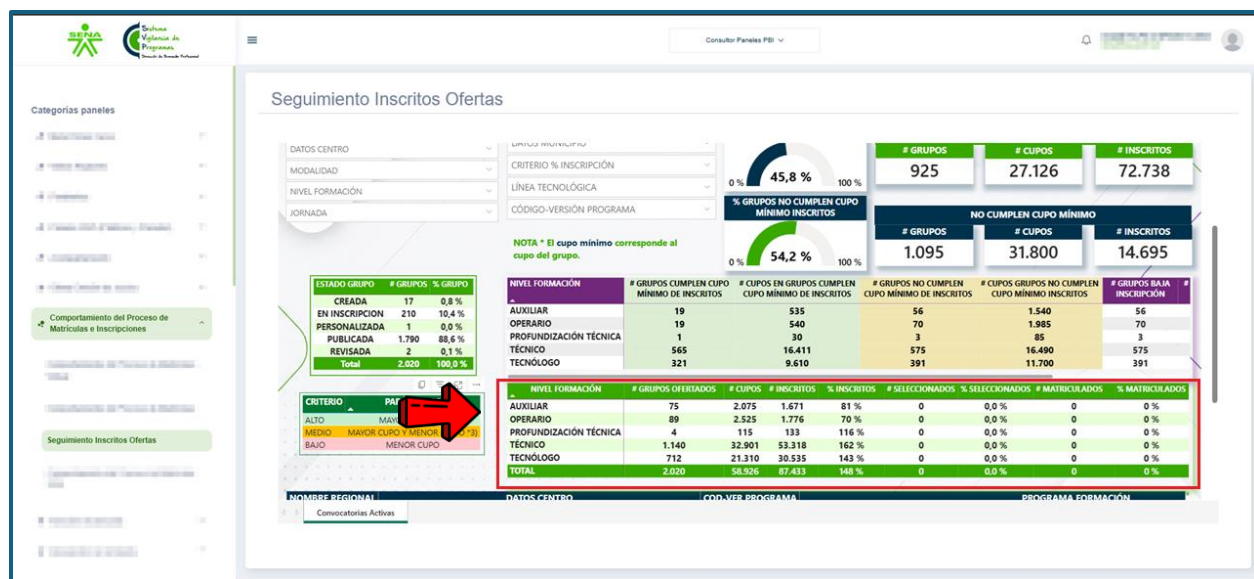 SENA
Sistema
Vigilancia de
Programas
Dirección de Formación Profesional
Consultor Paneles PBI
Categorías paneles
Comportamiento del Proceso de
Matrículas e Inscripciones
Seguimiento Inscritos Ofertas
Seguimiento Inscritos Ofertas
DATOS CENTRO
MODALIDAD
NIVEL FORMACIÓN
JORNADA
DATOS MUNICIPIO
CRITERIO % INSCRIPCIÓN
LÍNEA TECNOLÓGICA
CÓDIGO-VERSIÓN PROGRAMA
NOTA * El cupo mínimo corresponde al
cupo del grupo.
0 % 45,8 % 100 %
% GRUPOS NO CUMPLEN CUPO
MÍNIMO INSCRITOS
0 % 54,2 % 100 %
# GRUPOS # CUPOS # INSCRITOS
925 27.126 72.738
NO CUMPLEN CUPO MÍNIMO
# GRUPOS # CUPOS # INSCRITOS
1.095 31.800 14.695
ESTADO GRUPO # GRUPOS % GRUPO
CREADA 17 0,8 %
EN INSCRIPCION 210 10,4 %
PERSONALIZADA 1 0,0 %
PUBLICADA 1.790 88,6 %
REVISADA 2 0,1 %
Total 2.020 100,0 %
NIVEL FORMACIÓN # GRUPOS CUMPLEN CUPO MÍNIMO DE INSCRITOS # CUPOS EN GRUPOS CUMPLEN CUPO MÍNIMO DE INSCRITOS # GRUPOS NO CUMPLEN CUPO MÍNIMO DE INSCRITOS # CUPOS GRUPOS NO CUMPLEN CUPO MÍNIMO INSCRITOS # GRUPOS BAJA INSCRIPCIÓN #
AUXILIAR 19 535 56 1.540 56
OPERARIO 19 540 70 1.985 70
PROFUNDIZACIÓN TÉCNICA 1 30 3 85 3
TÉCNICO 565 16.411 575 16.490 575
TECNÓLOGO 321 9.610 391 11.700 391
CRITERIO
ALTO
MEDIO MAYOR CUPO Y MENOR
BAJO MENOR CUPO
NIVEL FORMACIÓN # GRUPOS OFERTADOS # CUPOS # INSCRITOS % INSCRITOS # SELECCIONADOS % SELECCIONADOS # MATRICULADOS % MATRICULADOS
AUXILIAR 75 2.075 1.671 81 % 0 0,0 % 0 0 %
OPERARIO 89 2.525 1.776 70 % 0 0,0 % 0 0 %
PROFUNDIZACIÓN TÉCNICA 4 115 133 116 % 0 0,0 % 0 0 %
TÉCNICO 1.140 32.901 53.318 162 % 0 0,0 % 0 0 %
TECNÓLOGO 712 21.310 30.535 143 % 0 0,0 % 0 0 %
TOTAL 2.020 58.926 87.433 148 % 0 0,0 % 0 0 %
NOMBRE REGIONAL DATOS CENTRO COD-VER PROGRAMA PROGRAMA FORMACIÓN
Convocatorias Activas